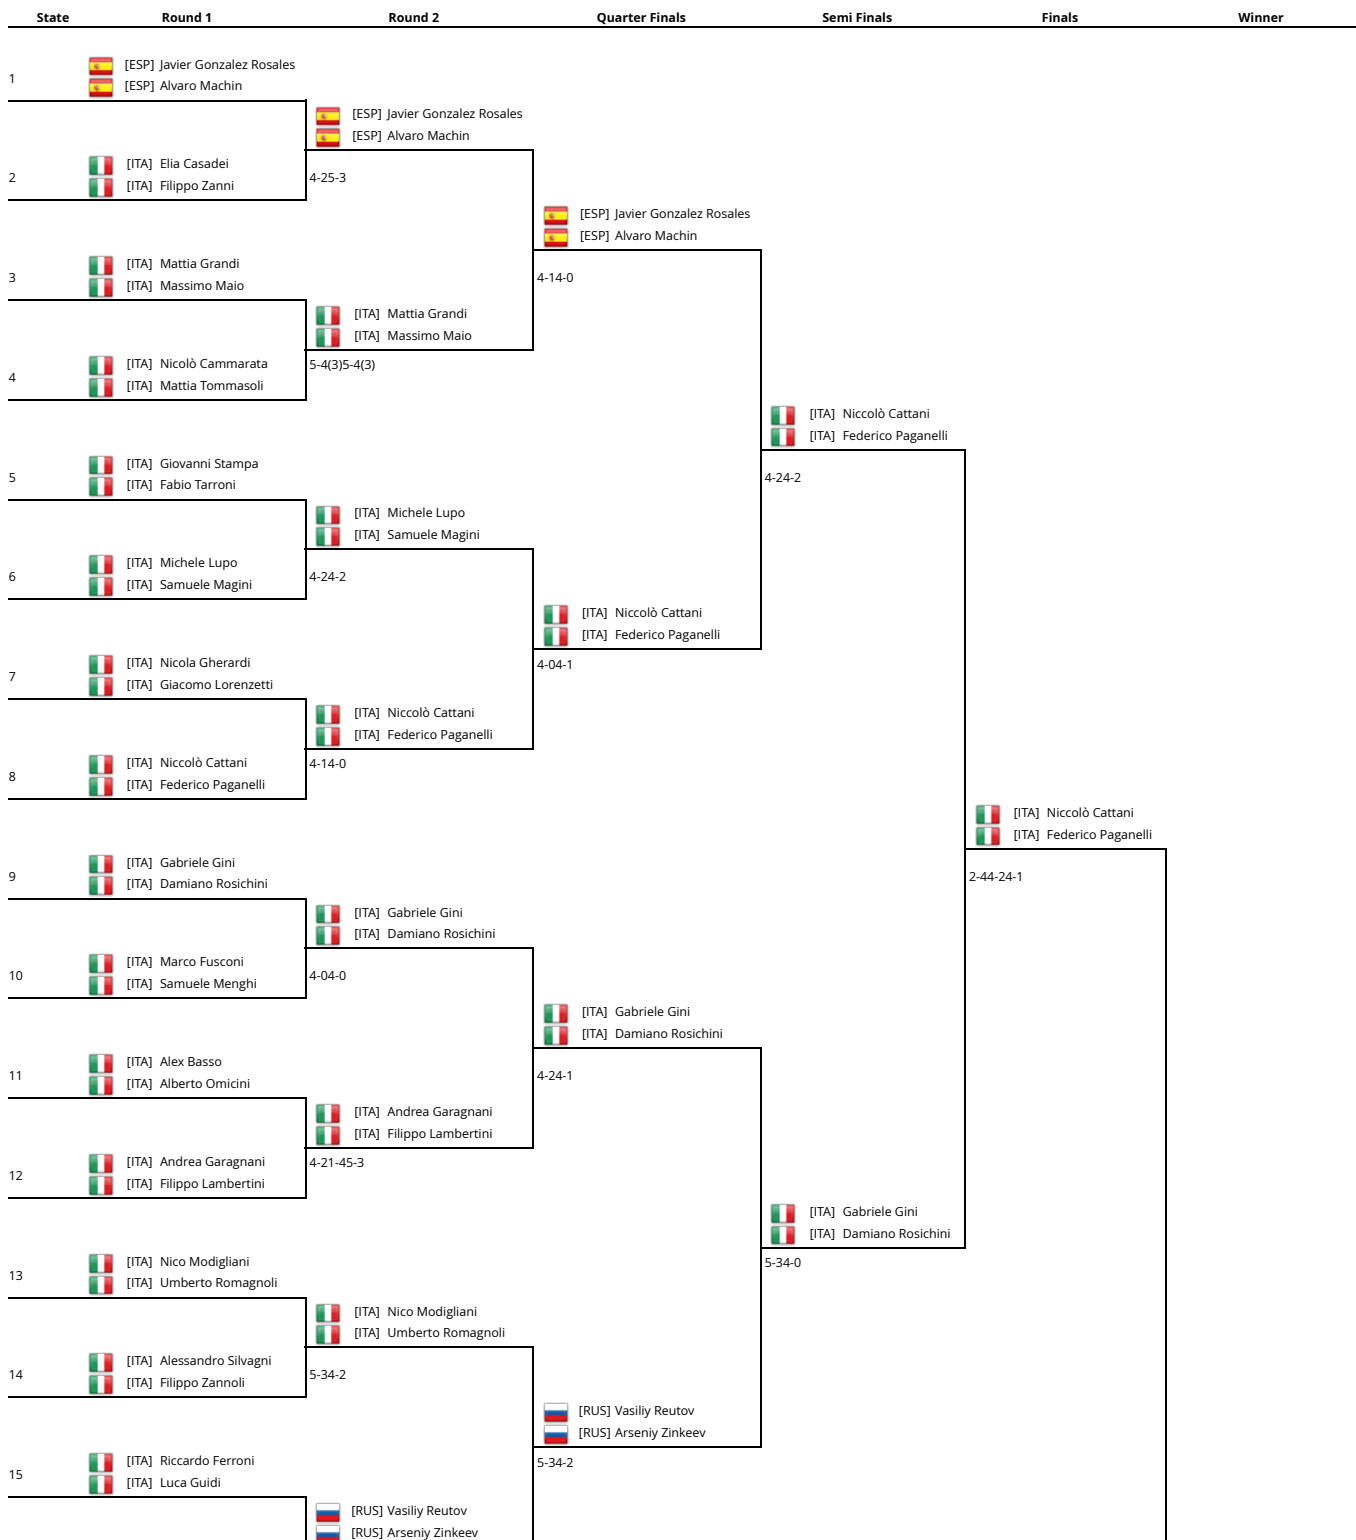 State Round 1 Round 2 Quarter Finals Semi Finals Finals Winner
[ESP] Javier Gonzalez Rosales
1
[ESP] Alvaro Machin
[ESP] Javier Gonzalez Rosales
[ESP] Alvaro Machin
[ITA] Elia Casadei
2 4-25-3
[ITA] Filippo Zanni
[ESP] Javier Gonzalez Rosales
[ESP] Alvaro Machin
[ITA] Mattia Grandi
3 4-14-0
[ITA] Massimo Maio
[ITA] Mattia Grandi
[ITA] Massimo Maio
[ITA] Nicolò Cammarata 5-4(3)5-4(3)
4
[ITA] Mattia Tommasoli
[ITA] Niccolò Cattani
[ITA] Federico Paganelli
[ITA] Giovanni Stampa
5 4-24-2
[ITA] Fabio Tarroni
[ITA] Michele Lupo
[ITA] Samuele Magini
[ITA] Michele Lupo
6 4-24-2
[ITA] Samuele Magini
[ITA] Niccolò Cattani
[ITA] Federico Paganelli
[ITA] Nicola Gherardi 4-04-1
7
[ITA] Giacomo Lorenzetti
[ITA] Niccolò Cattani
[ITA] Federico Paganelli
[ITA] Niccolò Cattani 4-14-0
8
[ITA] Federico Paganelli
[ITA] Niccolò Cattani
[ITA] Federico Paganelli
[ITA] Gabriele Gini
9 2-44-24-1
[ITA] Damiano Rosichini
[ITA] Gabriele Gini
[ITA] Damiano Rosichini
[ITA] Marco Fusconi
10 4-04-0
[ITA] Samuele Menghi
[ITA] Gabriele Gini
[ITA] Damiano Rosichini
[ITA] Alex Basso
11 4-24-1
[ITA] Alberto Omicini
[ITA] Andrea Garagnani
[ITA] Filippo Lambertini
[ITA] Andrea Garagnani 4-21-45-3
12
[ITA] Filippo Lambertini
[ITA] Gabriele Gini
[ITA] Damiano Rosichini
[ITA] Nico Modigliani 5-34-0
13
[ITA] Umberto Romagnoli
[ITA] Nico Modigliani
[ITA] Umberto Romagnoli
[ITA] Alessandro Silvagni
14 5-34-2
[ITA] Filippo Zannoli
[RUS] Vasiliy Reutov
[RUS] Arseniy Zinkeev
[ITA] Riccardo Ferroni 5-34-2
15
[ITA] Luca Guidi
[RUS] Vasiliy Reutov
[RUS] Arseniy Zinkeev